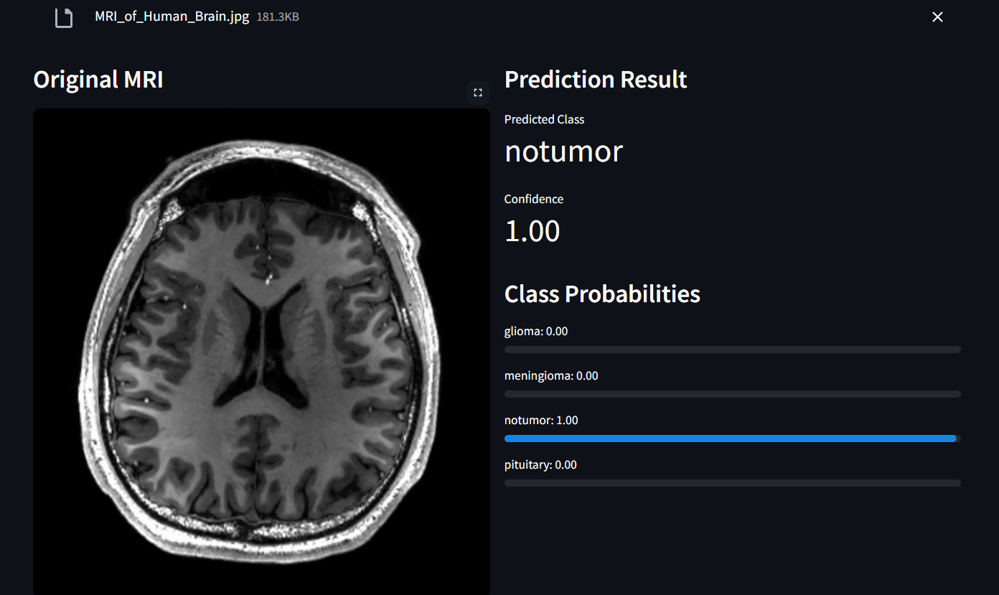 MRI_of_Human_Brain.jpg 181.3KB
Original MRI
Prediction Result
Predicted Class
notumor
Confidence
1.00
Class Probabilities
glioma: 0.00
meningioma: 0.00
notumor: 1.00
pituitary: 0.00